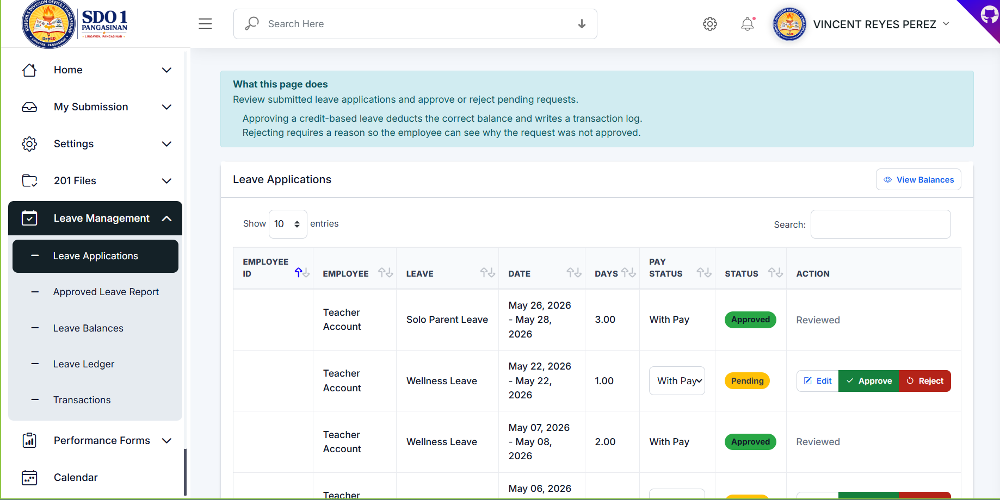 SCHOOLS DIVISION OFFICE I PANGASINAN
DepED
LINGAYEN, PANGASINAN
SDO 1
PANGASINAN
LINGAYEN, PANGASINAN
Search Here
VINCENT REYES PEREZ
Home
My Submission
Settings
201 Files
Leave Management
Leave Applications
Approved Leave Report
Leave Balances
Leave Ledger
Transactions
Performance Forms
Calendar
What this page does
Review submitted leave applications and approve or reject pending requests.
Approving a credit-based leave deducts the correct balance and writes a transaction log.
Rejecting requires a reason so the employee can see why the request was not approved.
Leave Applications
View Balances
Show 10 entries
Search:
EMPLOYEE
ID
EMPLOYEE
LEAVE
DATE
DAYS
PAY
STATUS
STATUS
ACTION
Teacher
Account
Solo Parent Leave
May 26, 2026
- May 28,
2026
3.00
With Pay
Approved
Reviewed
Teacher
Account
Wellness Leave
May 22, 2026
- May 22,
2026
1.00
With Pay
Pending
Edit
Approve
Reject
Teacher
Account
Wellness Leave
May 07, 2026
- May 08,
2026
2.00
With Pay
Approved
Reviewed
Teacher
May 06, 2026